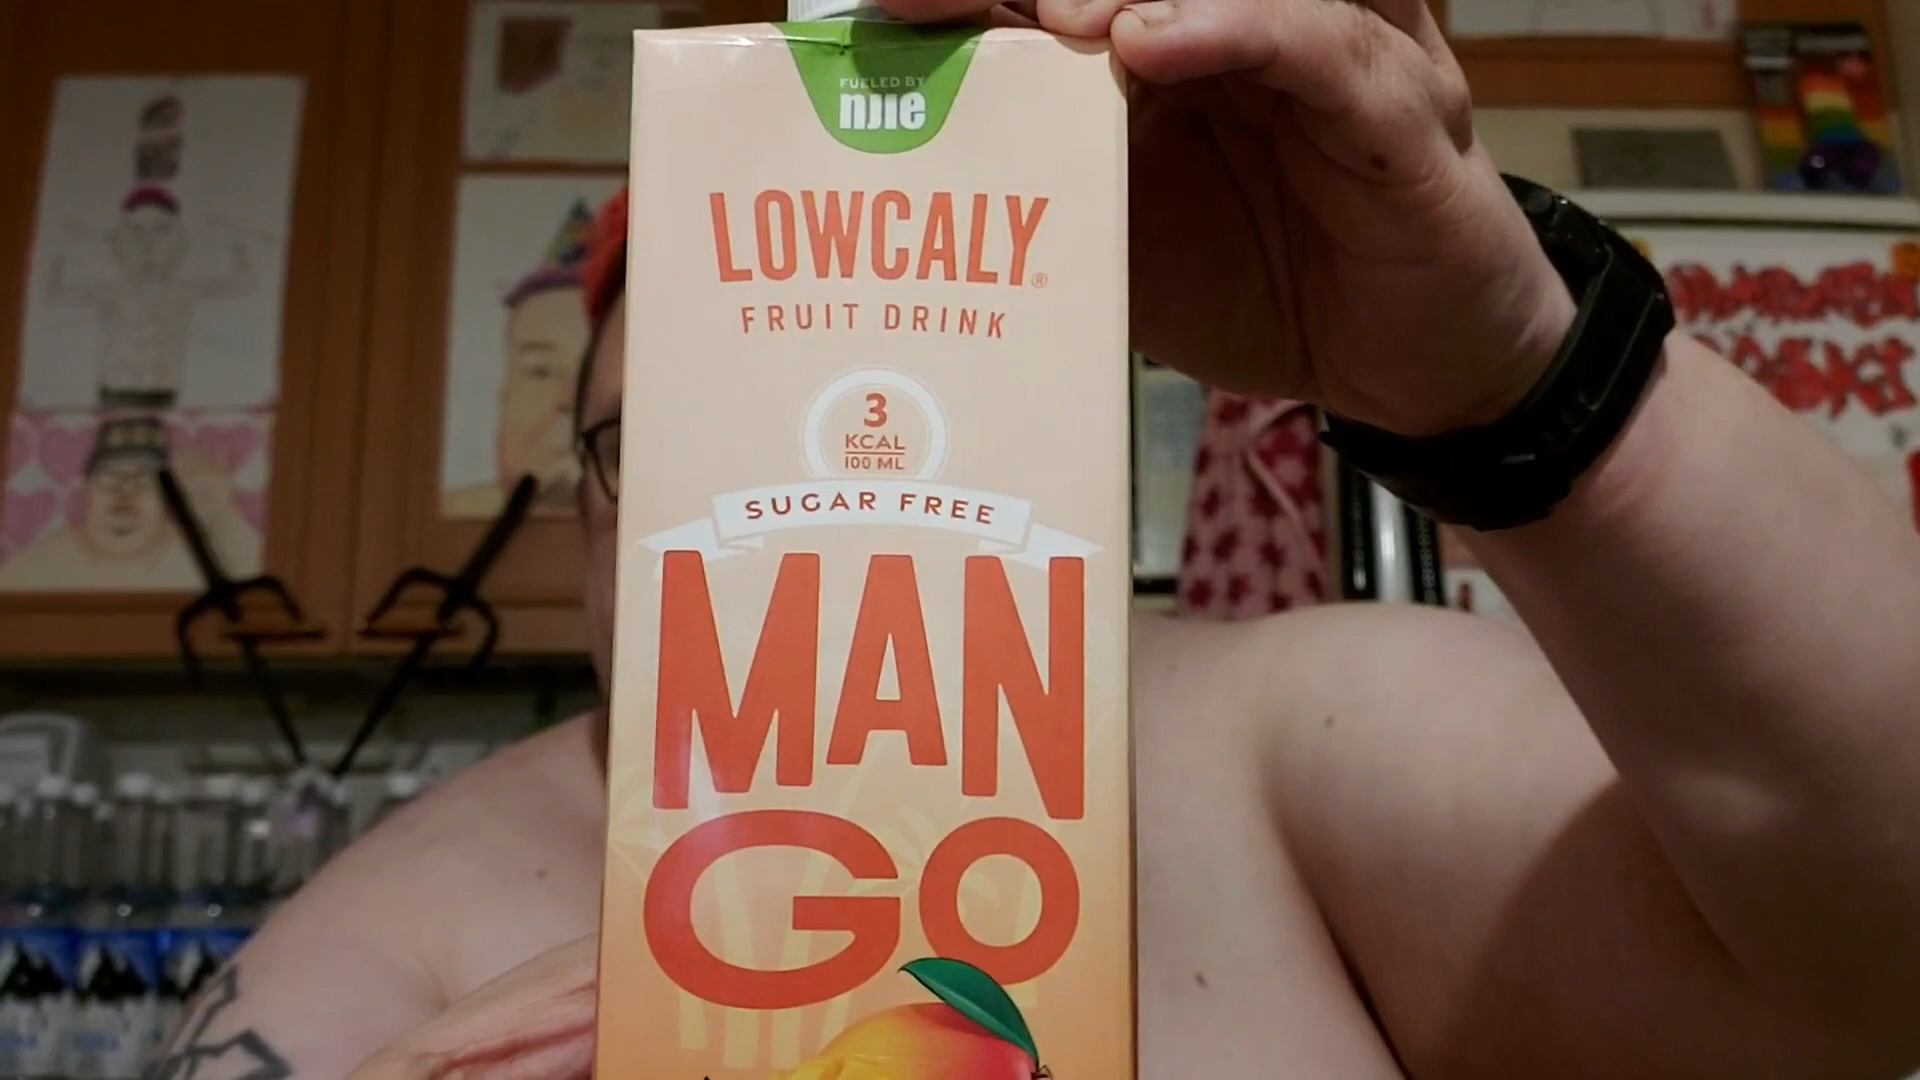 FUELED BY
njie
LOWCALY®
FRUIT DRINK
3
KCAL
100 ML
SUGAR FREE
MAN
GO